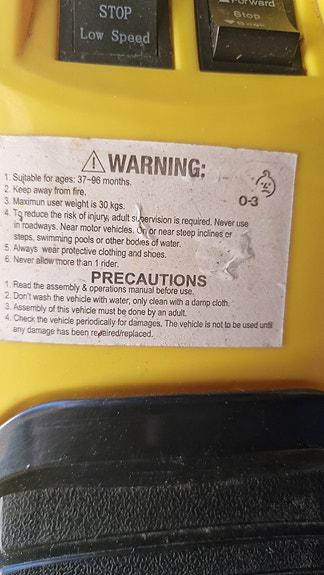 STOP
Low Speed
Forward
Stop
WARNING:
1. Suitable for ages: 37~96 months.
2. Keep away from fire.
3. Maximun user weight is 30 kgs.
0-3
4. To reduce the risk of injury, adult supervision is required. Never use
in roadways. Near motor vehicles. On or near steep inclines or
steps, swimming pools or other bodies of water.
5. Always wear protective clothing and shoes.
6. Never allow more than 1 rider.
PRECAUTIONS
1. Read the assembly & operations manual before use.
2. Don't wash the vehicle with water, only clean with a damp cloth.
3. Assembly of this vehicle must be done by an adult.
4. Check the vehicle periodically for damages. The vehicle is not to be used until
any damage has been repaired/replaced.